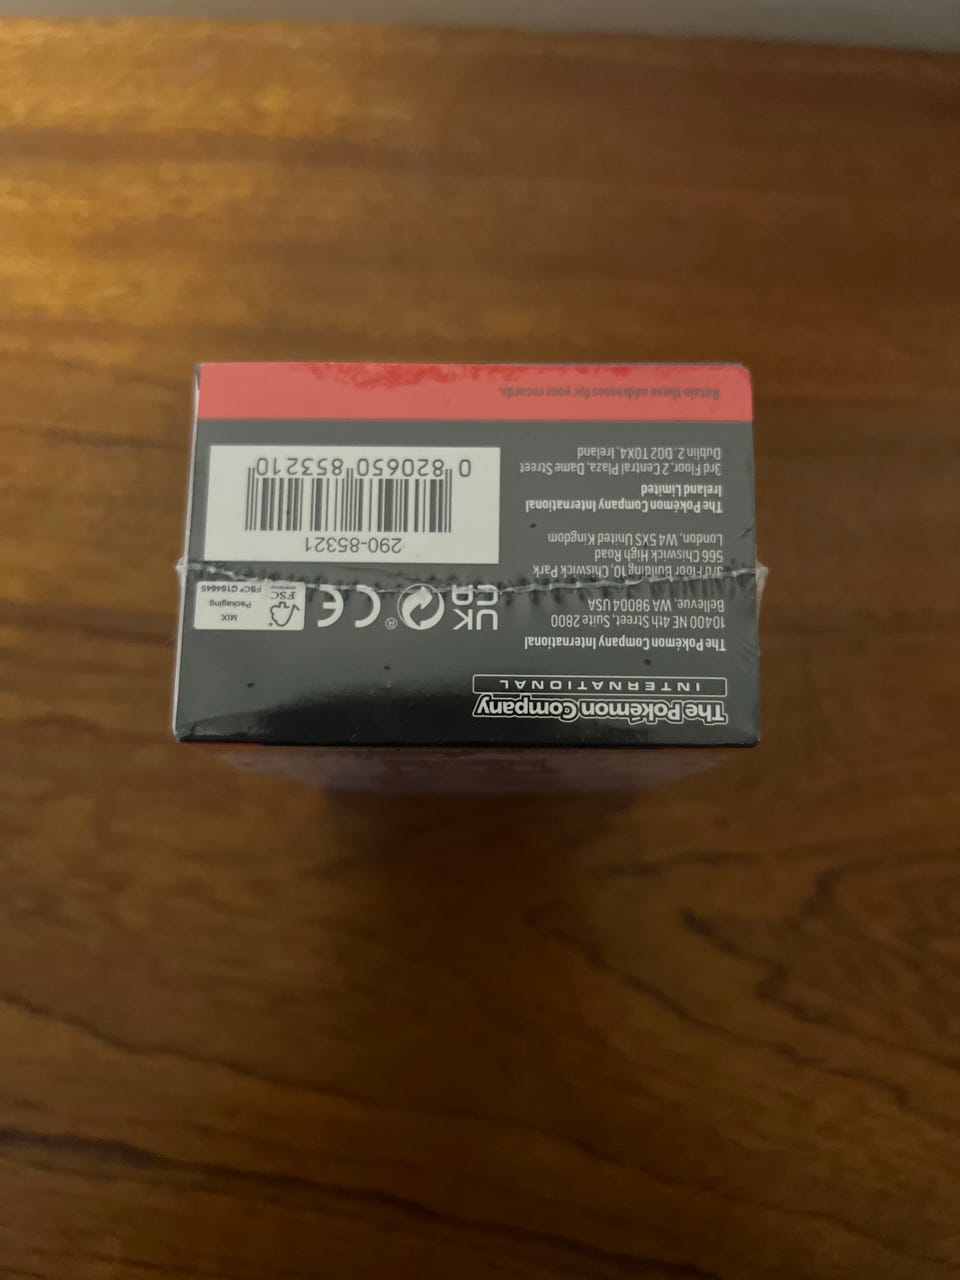 The Pokémon Company
INTERNATIONAL
The Pokémon Company International
10400 NE 4th Street, Suite 2800
Bellevue, WA 98004 USA
3rd Floor Building 10, Chiswick Park
566 Chiswick High Road
London, W4 5XS United Kingdom
The Pokémon Company International
Ireland Limited
3rd Floor, 2 Central Plaza, Dame Street
Dublin 2, D02 T0X4, Ireland
Retain these addresses for your records.
UK
CA
®
CE
FSC
MIX
Packaging
FSC® C164645
290-85321
0 820650 853210